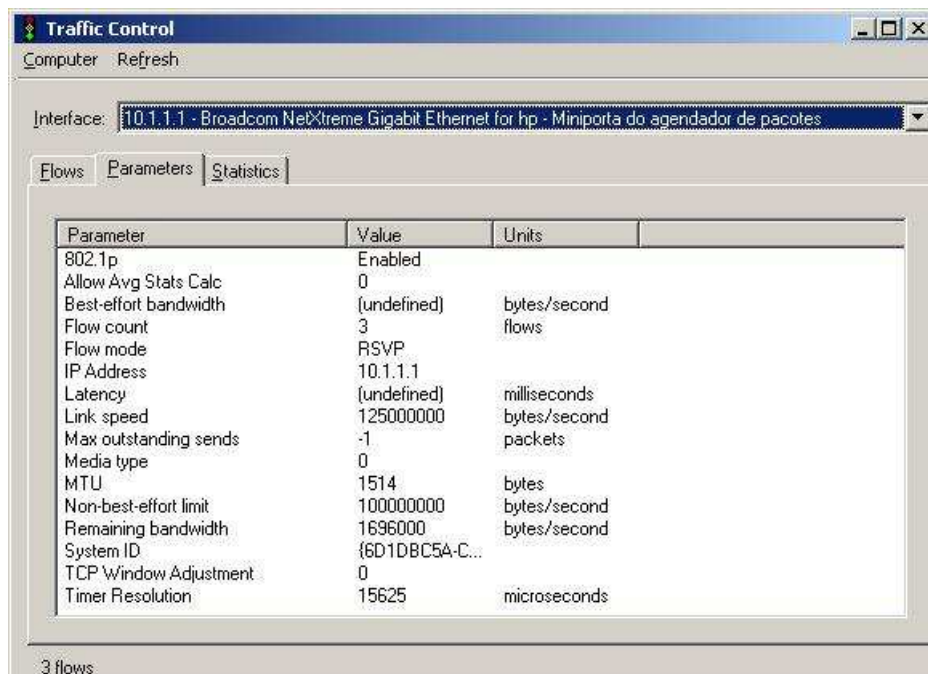 Traffic Control
Computer Refresh
Interface: 10.1.1.1 - Broadcom NetXtreme Gigabit Ethernet for hp - Miniporta do agendador de pacotes
Flows Parameters Statistics
Parameter Value Units
802.1p Enabled
Allow Avg Stats Calc 0
Best-effort bandwidth (undefined) bytes/second
Flow count 3 flows
Flow mode RSVP
IP Address 10.1.1.1
Latency (undefined) milliseconds
Link speed 125000000 bytes/second
Max outstanding sends -1 packets
Media type 0
MTU 1514 bytes
Non-best-effort limit 100000000 bytes/second
Remaining bandwidth 1696000 bytes/second
System ID {6D1DBC5A-C...
TCP Window Adjustment 0
Timer Resolution 15625 microseconds
3 flows